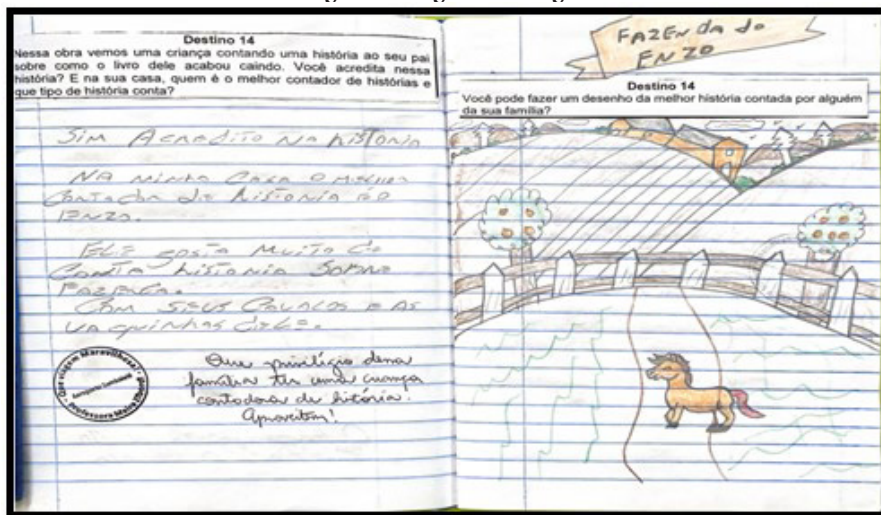 Destino 14
Nessa obra vemos uma criança contando uma história ao seu pai
sobre como o livro dele acabou caindo. Você acredita nessa
história? E na sua casa, quem é o melhor contador de histórias e
que tipo de história conta?
Sim Acredito na historia
Na minha casa o melhor
Contador de historia é o
Enzo.
Ele gosta muito de
Conta historia sobre
Fazenda.
Com seus cavalos e as
vaquinhas dele.
Que viagem Maravilhosa!
Que privilégio dessa
família ter uma criança
contadora de história.
Aproveitem!
Fazenda do
Enzo
Destino 14
Você pode fazer um desenho da melhor história contada por alguém
da sua família?